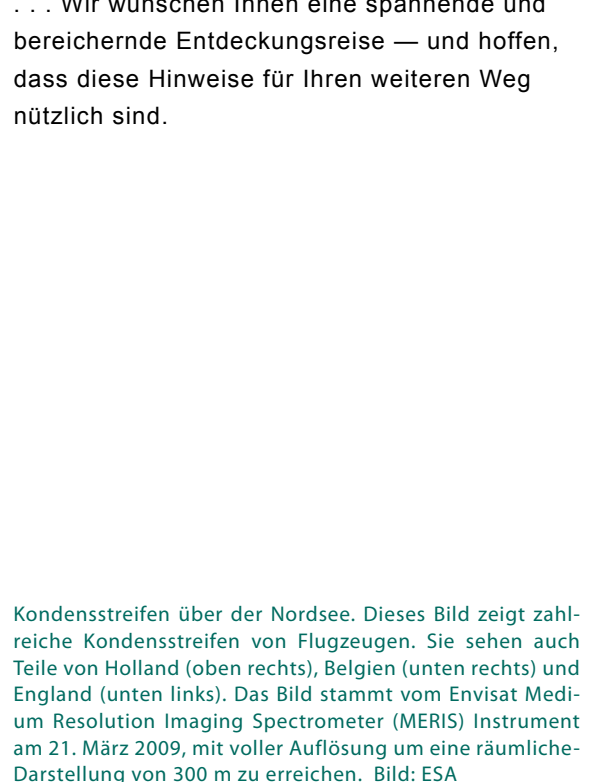 . . . Wir wünschen Ihnen eine spannende und
bereichernde Entdeckungsreise — und hoffen,
dass diese Hinweise für Ihren weiteren Weg
nützlich sind.
Kondensstreifen über der Nordsee. Dieses Bild zeigt zahl-
reiche Kondensstreifen von Flugzeugen. Sie sehen auch
Teile von Holland (oben rechts), Belgien (unten rechts) und
England (unten links). Das Bild stammt vom Envisat Medi-
um Resolution Imaging Spectrometer (MERIS) Instrument
am 21. März 2009, mit voller Auflösung um eine räumliche-
Darstellung von 300 m zu erreichen. Bild: ESA